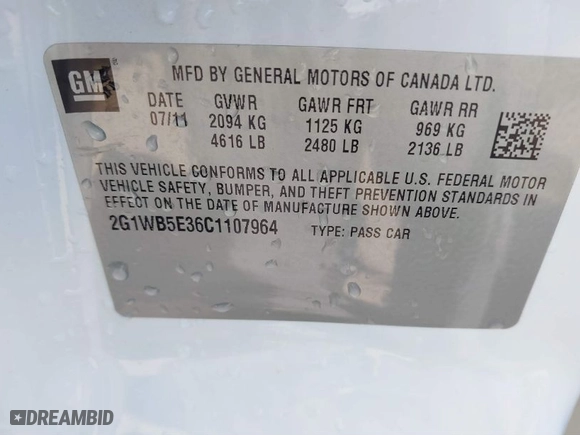 GM
MFD BY GENERAL MOTORS OF CANADA LTD.
DATE GVWR GAWR FRT GAWR RR
07/11 2094 KG 1125 KG 969 KG
4616 LB 2480 LB 2136 LB
THIS VEHICLE CONFORMS TO ALL APPLICABLE U.S. FEDERAL MOTOR
VEHICLE SAFETY, BUMPER, AND THEFT PREVENTION STANDARDS IN
EFFECT ON THE DATE OF MANUFACTURE SHOWN ABOVE.
2G1WB5E36C1107964 TYPE: PASS CAR
DREAMBID